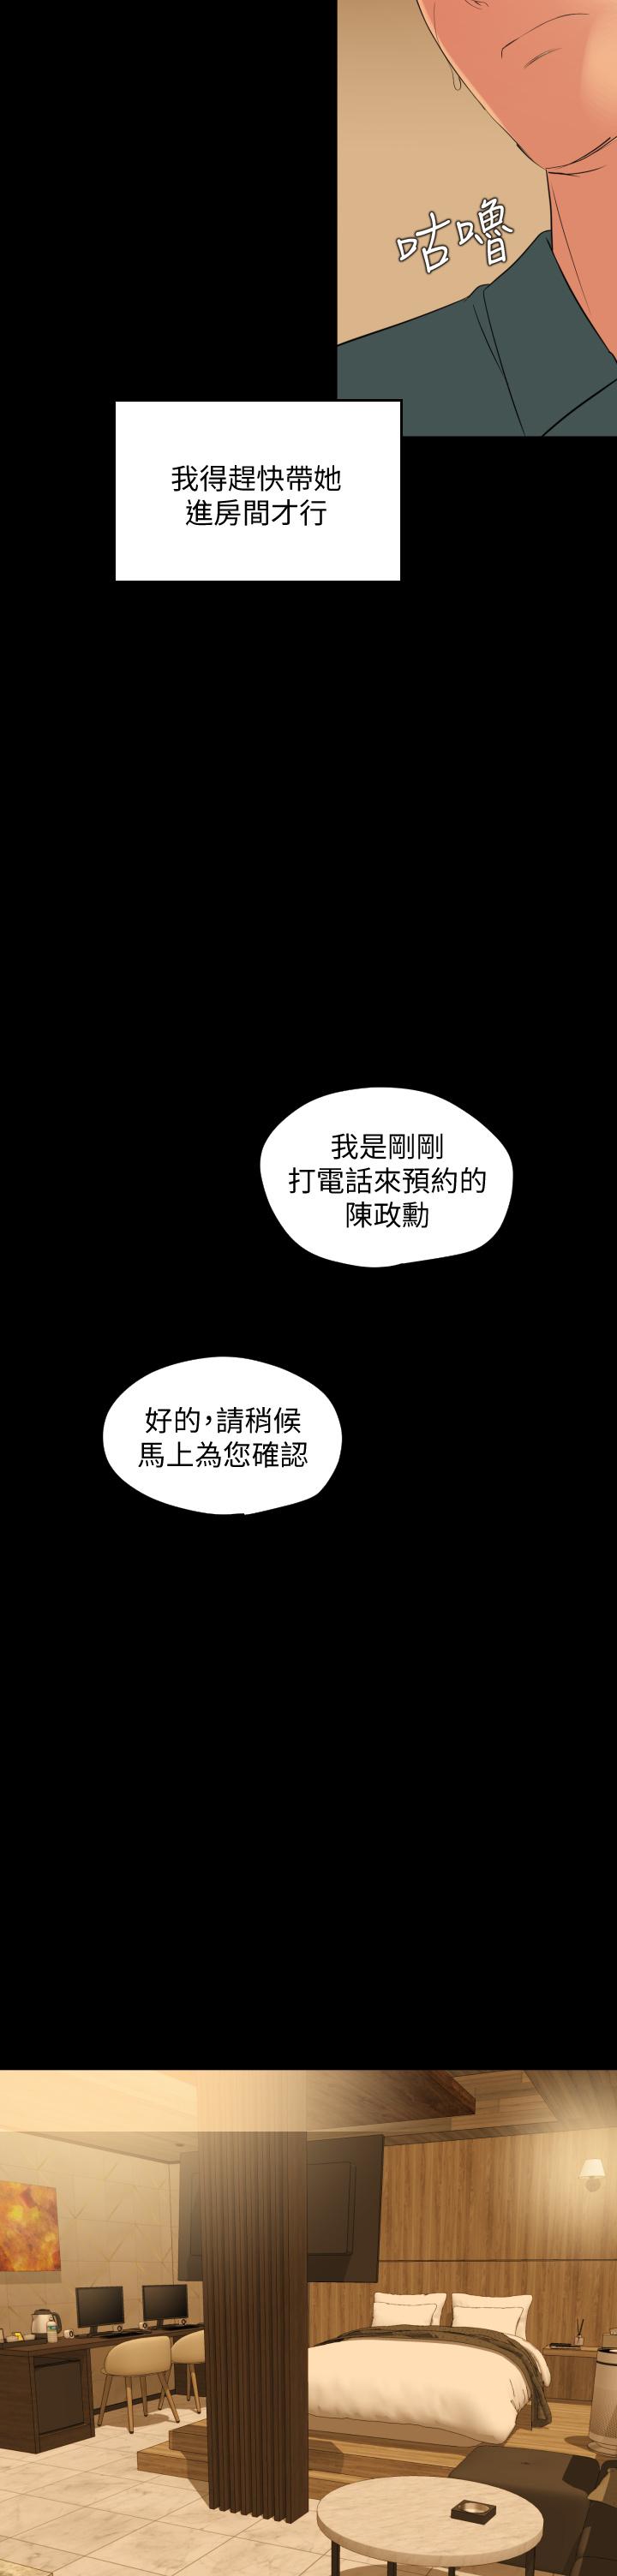 咕嚕
我得趕快帶她
進房間才行
我是剛剛
打電話來預約的
陳政勳
好的，請稍候
馬上為您確認